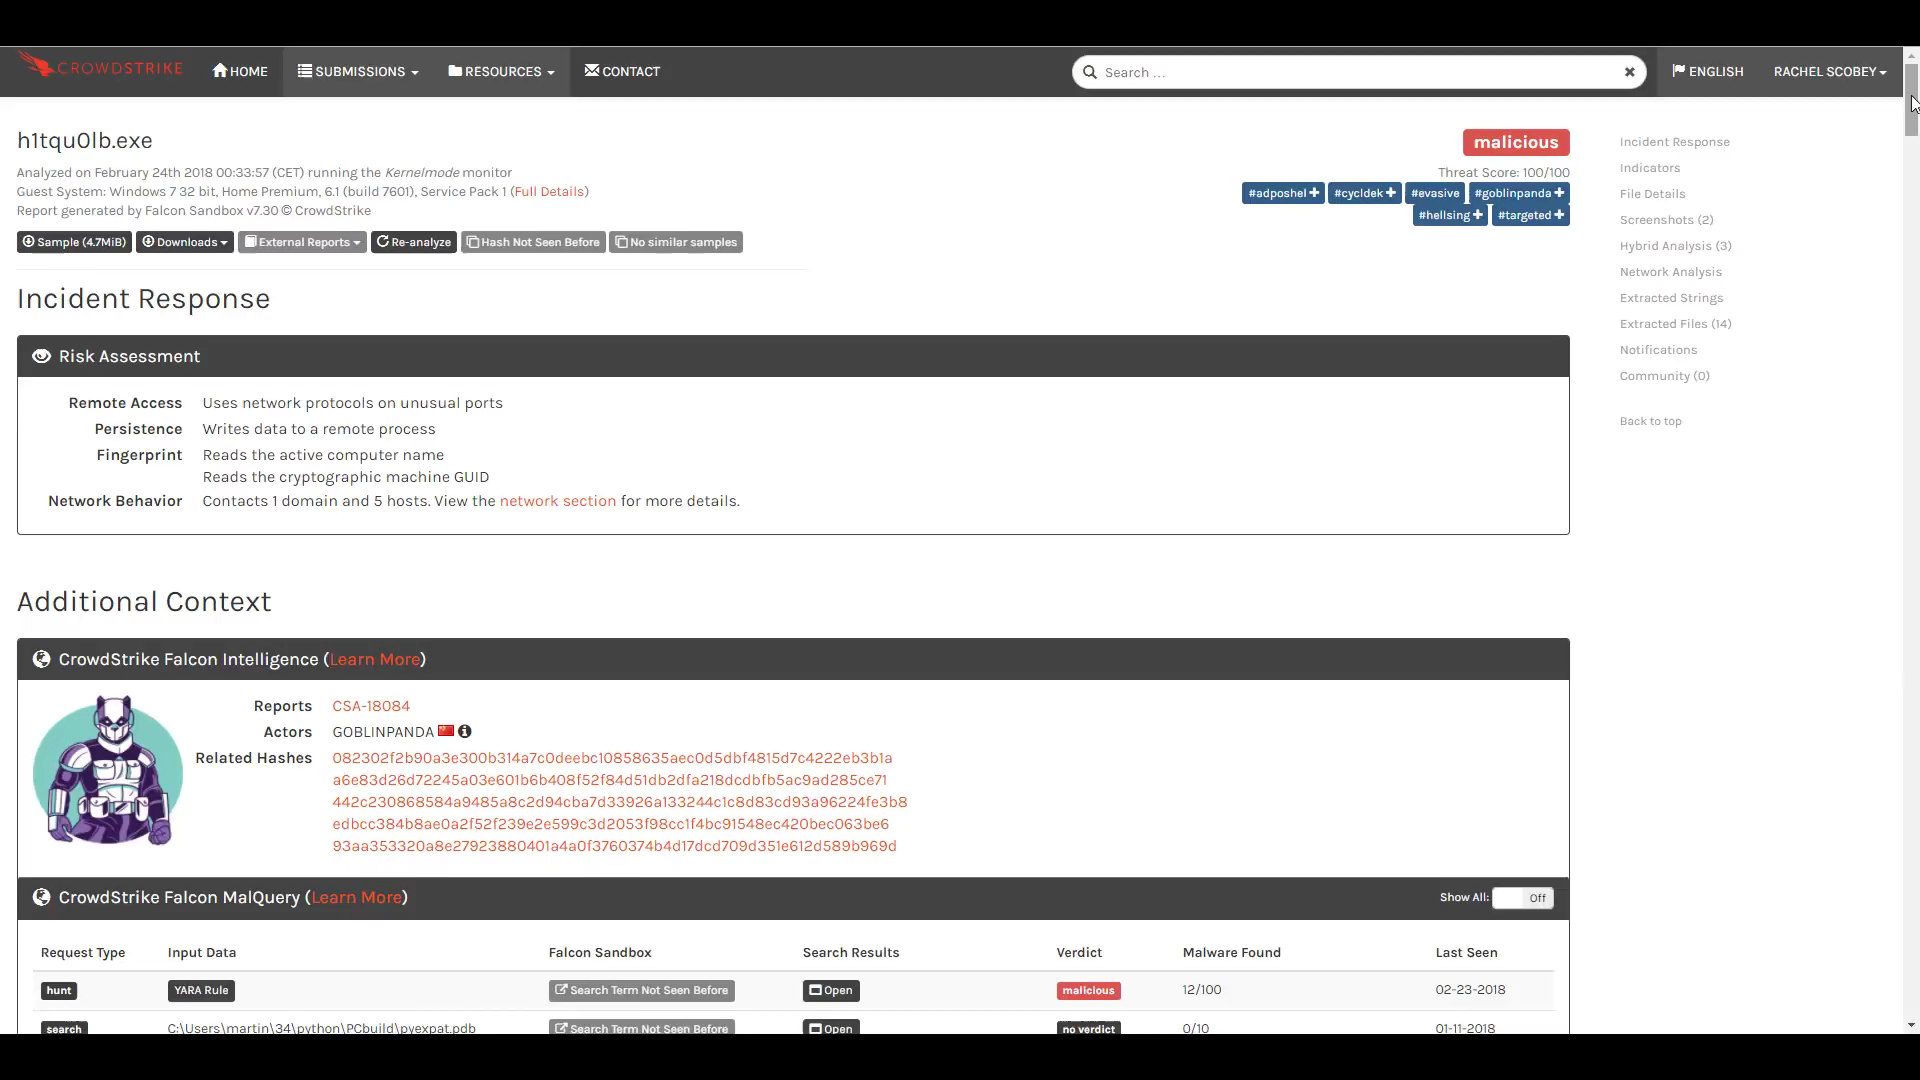 CROWDSTRIKE HOME SUBMISSIONS RESOURCES CONTACT Search ... ENGLISH RACHEL SCOBEY
h1tqu0lb.exe
malicious
Analyzed on February 24th 2018 00:33:57 (CET) running the Kernelmode monitor
Threat Score: 100/100
Guest System: Windows 7 32 bit, Home Premium, 6.1 (build 7601), Service Pack 1 (Full Details)
#adposhel #cycldek #evasive #goblinpanda
Report generated by Falcon Sandbox v7.30 © CrowdStrike
#hellsing #targeted
Sample (4.7MiB) Downloads External Reports Re-analyze Hash Not Seen Before No similar samples
Incident Response
Indicators
File Details
Screenshots (2)
Hybrid Analysis (3)
Network Analysis
Extracted Strings
Extracted Files (14)
Notifications
Community (0)
Back to top
Incident Response
Risk Assessment
Remote Access Uses network protocols on unusual ports
Persistence Writes data to a remote process
Fingerprint Reads the active computer name
Reads the cryptographic machine GUID
Network Behavior Contacts 1 domain and 5 hosts. View the network section for more details.
Additional Context
CrowdStrike Falcon Intelligence (Learn More)
Reports CSA-18084
Actors GOBLINPANDA
Related Hashes 082302f2b90a3e300b314a7c0deebc10858635aec0d5dbf4815d7c4222eb3b1a
a6e83d26d72245a03e601b6b408f52f84d51db2dfa218dcdbfb5ac9ad285ce71
442c230868584a9485a8c2d94cba7d33926a133244c1c8d83cd93a96224fe3b8
edbcc384b8ae0a2f52f239e2e599c3d2053f98cc1f4bc91548ec420bec063be6
93aa353320a8e27923880401a4a0f3760374b4d17dcd709d351e612d589b969d
CrowdStrike Falcon MalQuery (Learn More) Show All: Off
Request Type Input Data Falcon Sandbox Search Results Verdict Malware Found Last Seen
hunt YARA Rule Search Term Not Seen Before Open malicious 12/100 02-23-2018
search C:\Users\martin\34\python\PCbuild\pyexpat.pdb Search Term Not Seen Before Open no verdict 0/10 01-11-2018